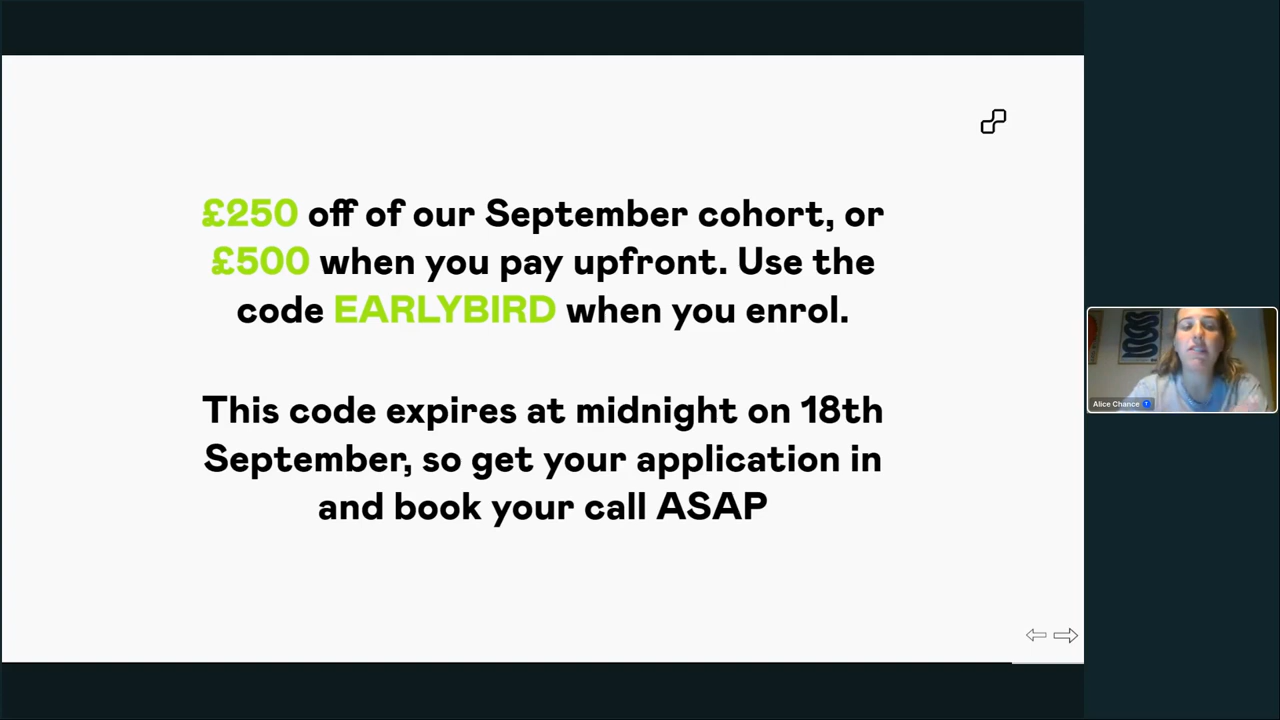 £250 off of our September cohort, or
£500 when you pay upfront. Use the
code EARLYBIRD when you enrol.
This code expires at midnight on 18th
September, so get your application in
and book your call ASAP
Alice Chance